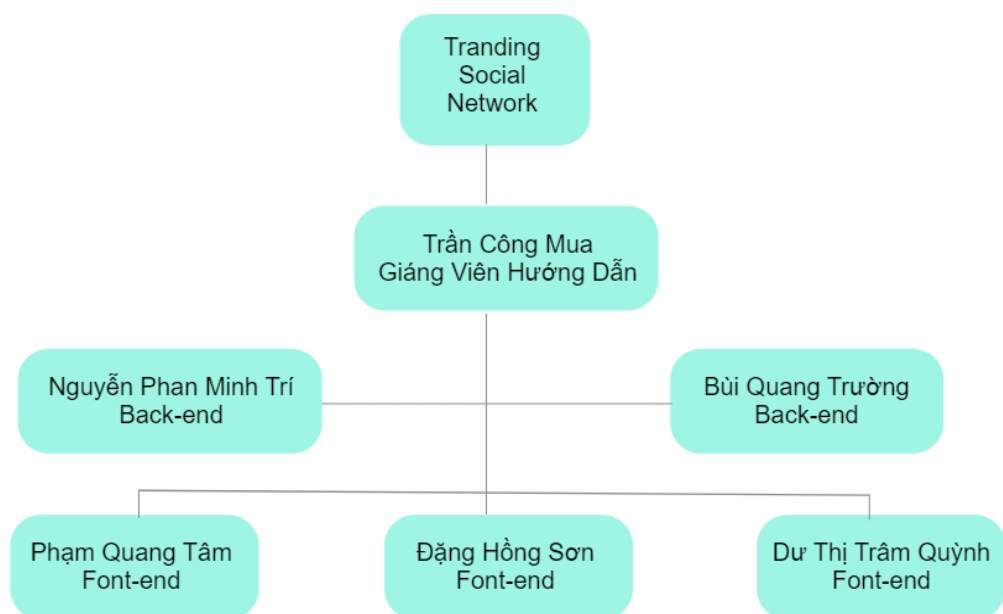 Tranding
Social
Network
Trần Công Mua
Giáng Viên Hướng Dẫn
Nguyễn Phan Minh Trí
Back-end
Bùi Quang Trường
Back-end
Phạm Quang Tâm
Font-end
Đặng Hồng Sơn
Font-end
Dư Thị Trâm Quỳnh
Font-end